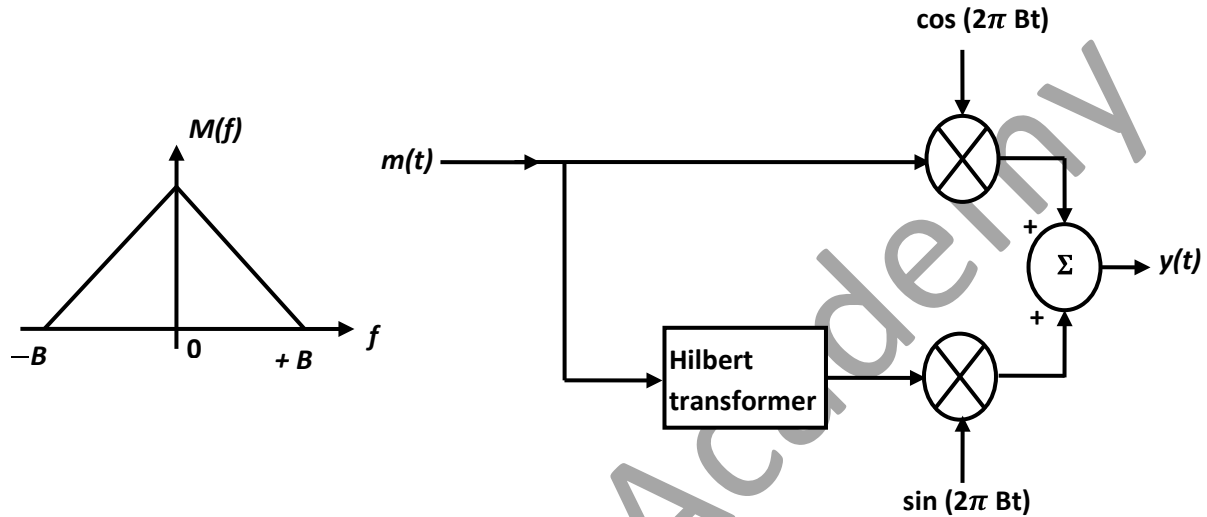 cos (2𝜋 Bt)
M(f)
m(t)
+
Σ
y(t)
+
−B
0
+ B
f
Hilbert
transformer
sin (2𝜋 Bt)
Academy